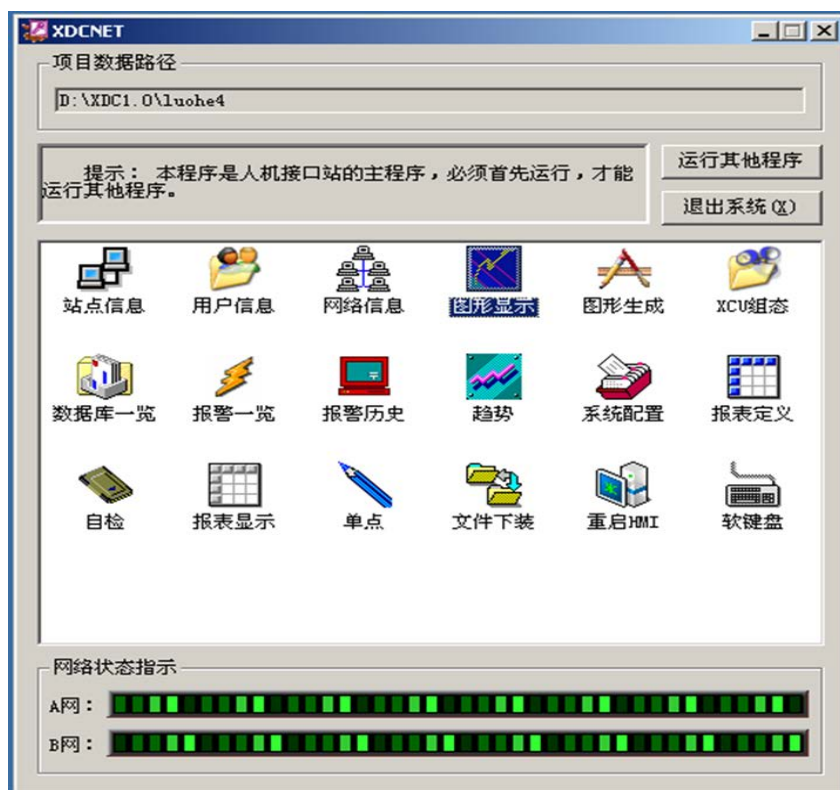 XDCNET
项目数据路径
D:\XDC1.0\luohe4
提示： 本程序是人机接口站的主程序，必须首先运行，才能
运行其他程序。
运行其他程序
退出系统(X)
站点信息 用户信息 网络信息 图形显示 图形生成 XCU组态
数据库一览 报警一览 报警历史 趋势 系统配置 报表定义
自检 报表显示 单点 文件下装 重启HMI 软键盘
网络状态指示
A网：
B网：